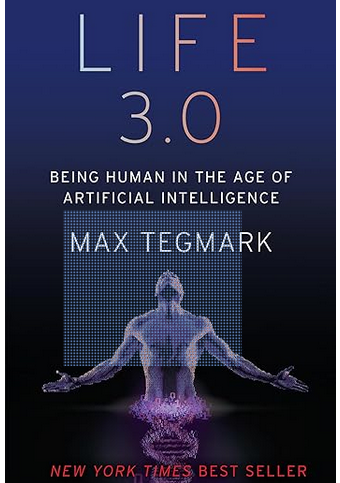 LIFE
3.0
BEING HUMAN IN THE AGE OF
ARTIFICIAL INTELLIGENCE
MAX TEGMARK
NEW YORK TIMES BEST SELLER